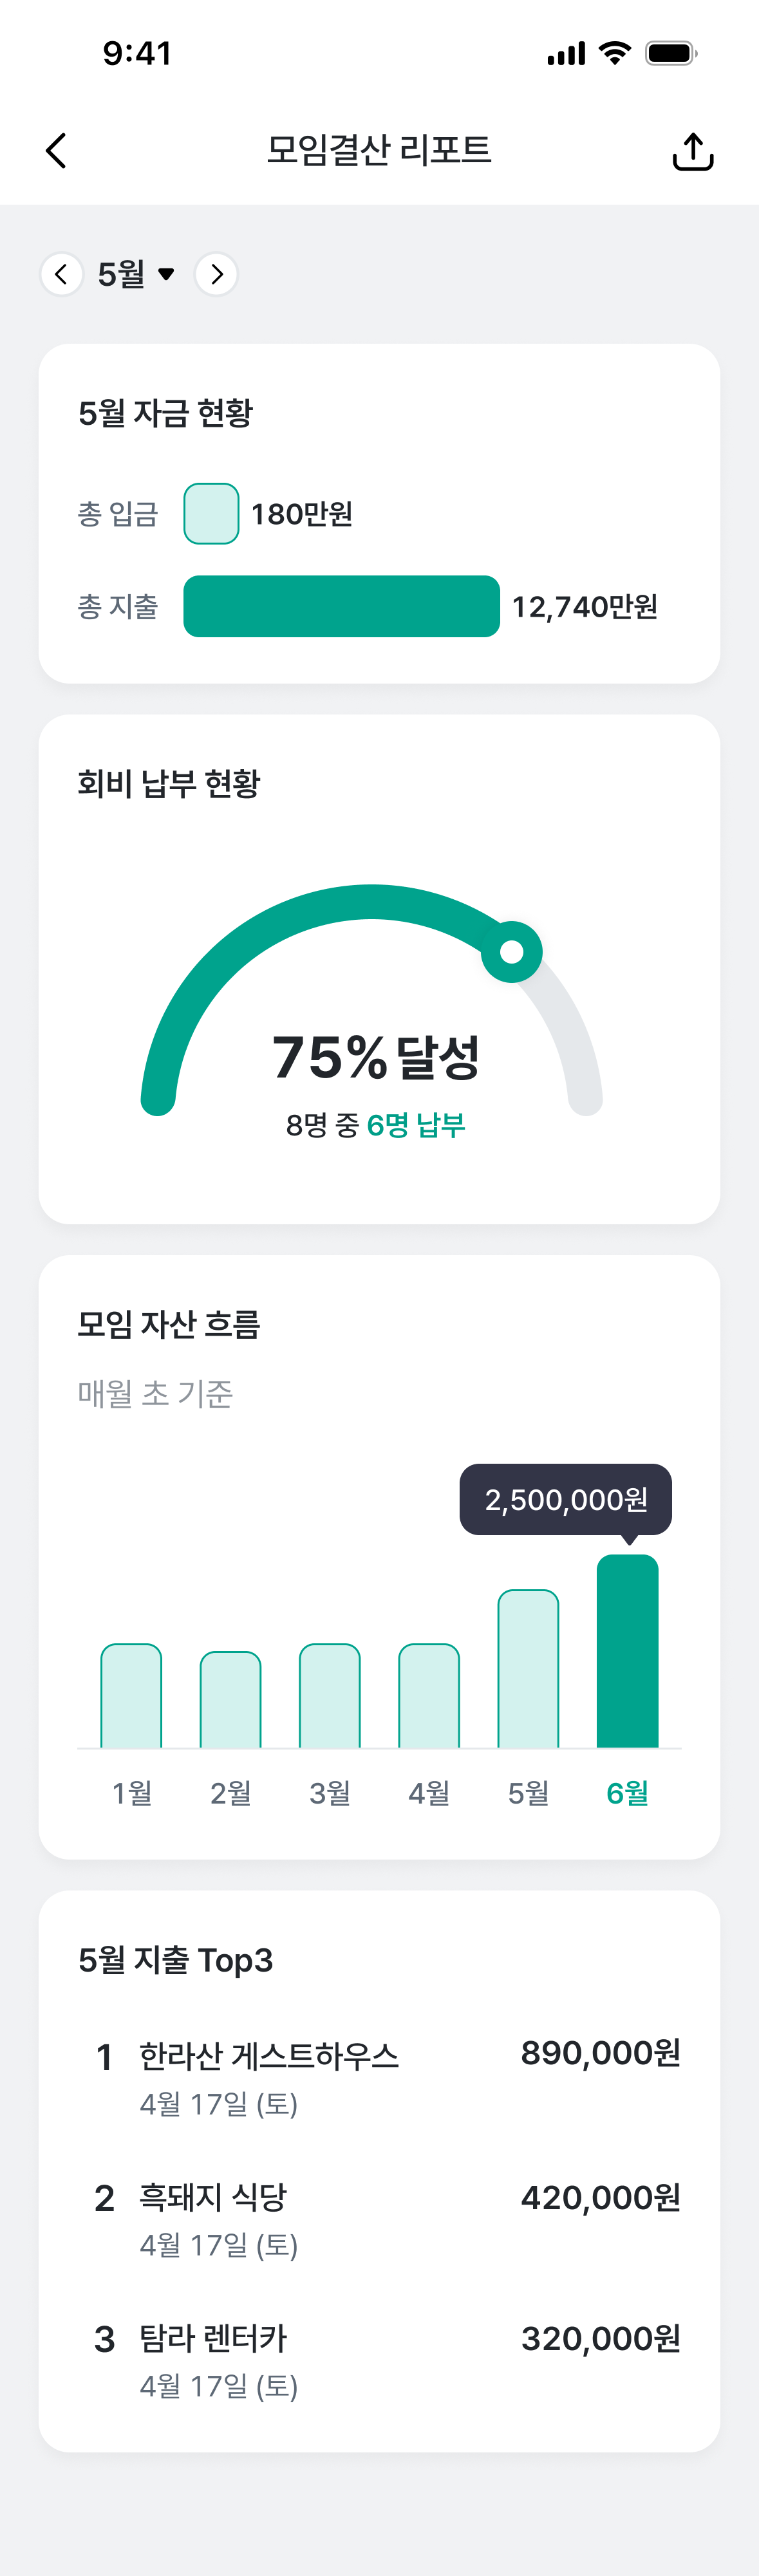 9:41
모임결산 리포트
5월
5월 자금 현황
총 입금 180만원
총 지출 12,740만원
회비 납부 현황
75% 달성
8명 중 6명 납부
모임 자산 흐름
매월 초 기준
2,500,000원
1월 2월 3월 4월 5월 6월
5월 지출 Top3
1 한라산 게스트하우스 890,000원
4월 17일 (토)
2 흑돼지 식당 420,000원
4월 17일 (토)
3 탐라 렌터카 320,000원
4월 17일 (토)